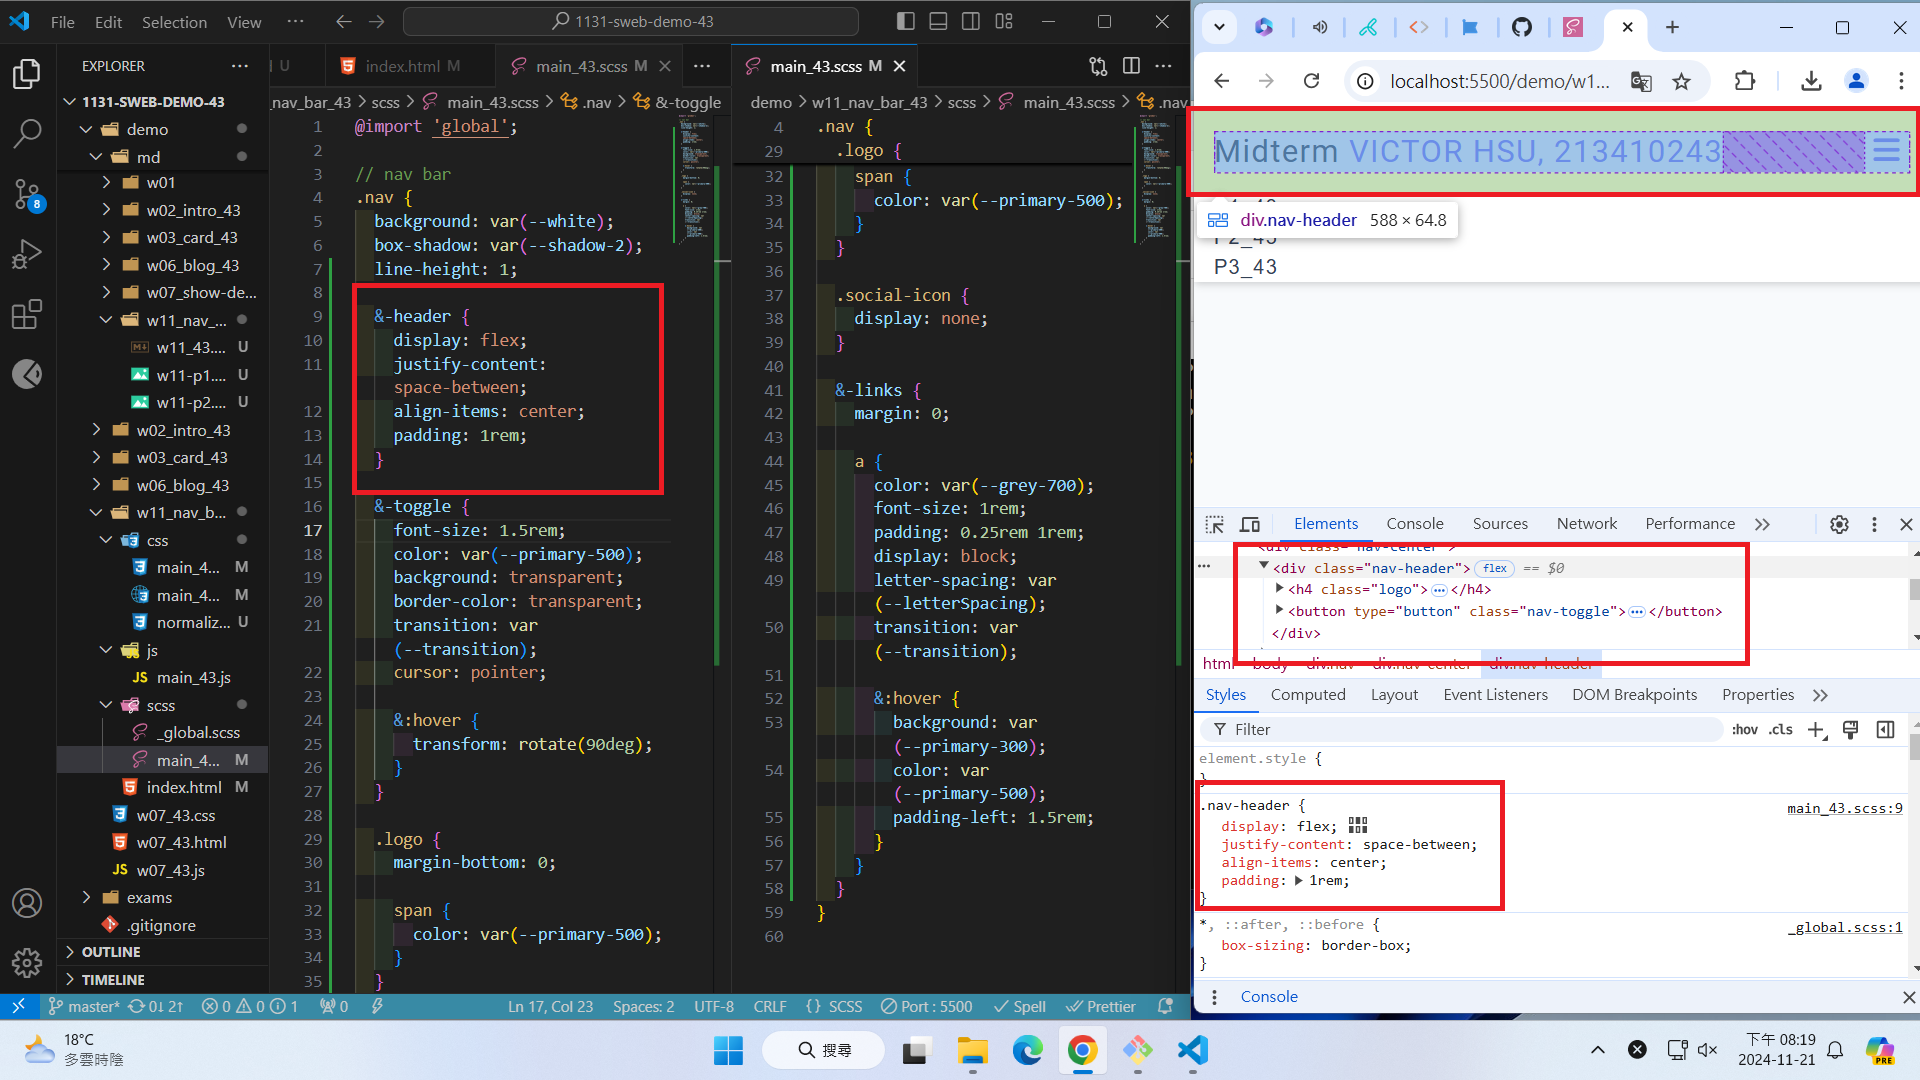 File Edit Selection View ··· 1131-sweb-demo-43
EXPLORER ···
1131-SWEB-DEMO-43
demo
md
w01
w02_intro_43
w03_card_43
w06_blog_43
w07_show-de...
w11_nav_...
w11_43.... U
w11-p1.... U
w11-p2.... U
w02_intro_43
w03_card_43
w06_blog_43
w11_nav_b...
css
main_4... M
main_4... M
normaliz... U
js
main_43.js
scss
_global.scss
main_4... M
index.html M
w07_43.css
w07_43.html
w07_43.js
exams
.gitignore
OUTLINE
TIMELINE
U index.html M main_43.scss M ···
_nav_bar_43 > scss > main_43.scss > .nav > &-toggle
1 @import 'global';
2
3 // nav bar
4 .nav {
5 background: var(--white);
6 box-shadow: var(--shadow-2);
7 line-height: 1;
8
9 &-header {
10 display: flex;
11 justify-content:
space-between;
12 align-items: center;
13 padding: 1rem;
14 }
15
16 &-toggle {
17 font-size: 1.5rem;
18 color: var(--primary-500);
19 background: transparent;
20 border-color: transparent;
21 transition: var
(--transition);
22 cursor: pointer;
23
24 &:hover {
25 transform: rotate(90deg);
26 }
27 }
28
29 .logo {
30 margin-bottom: 0;
31
32 span {
33 color: var(--primary-500);
34 }
35 }
main_43.scss M
demo > w11_nav_bar_43 > scss > main_43.scss > .nav
4 .nav {
29 .logo {
32 span {
33 color: var(--primary-500);
34 }
35 }
36
37 .social-icon {
38 display: none;
39 }
40
41 &-links {
42 margin: 0;
43
44 a {
45 color: var(--grey-700);
46 font-size: 1rem;
47 padding: 0.25rem 1rem;
48 display: block;
49 letter-spacing: var
(--letterSpacing);
50 transition: var
(--transition);
51
52 &:hover {
53 background: var
(--primary-300);
54 color: var
(--primary-500);
55 padding-left: 1.5rem;
56 }
57 }
58 }
59 }
60
8
master* 0↓ 2↑ 0 0 1 0 Ln 17, Col 23 Spaces: 2 UTF-8 CRLF {} SCSS Port : 5500 Spell Prettier
localhost:5500/demo/w1...
Midterm VICTOR HSU, 213410243
div.nav-header 588 × 64.8
P2_43
P3_43
Elements Console Sources Network Performance
<div class="nav-center">
<div class="nav-header"> flex == $0
<h4 class="logo">···</h4>
<button type="button" class="nav-toggle">···</button>
</div>
html body div.nav div.nav-center div.nav-header
Styles Computed Layout Event Listeners DOM Breakpoints Properties
Filter :hov .cls
element.style {
}
.nav-header { main_43.scss:9
display: flex;
justify-content: space-between;
align-items: center;
padding: 1rem;
}
*, ::after, ::before { _global.scss:1
box-sizing: border-box;
}
Console
18°C
多雲時陰
搜尋
PRE
下午 08:19
2024-11-21